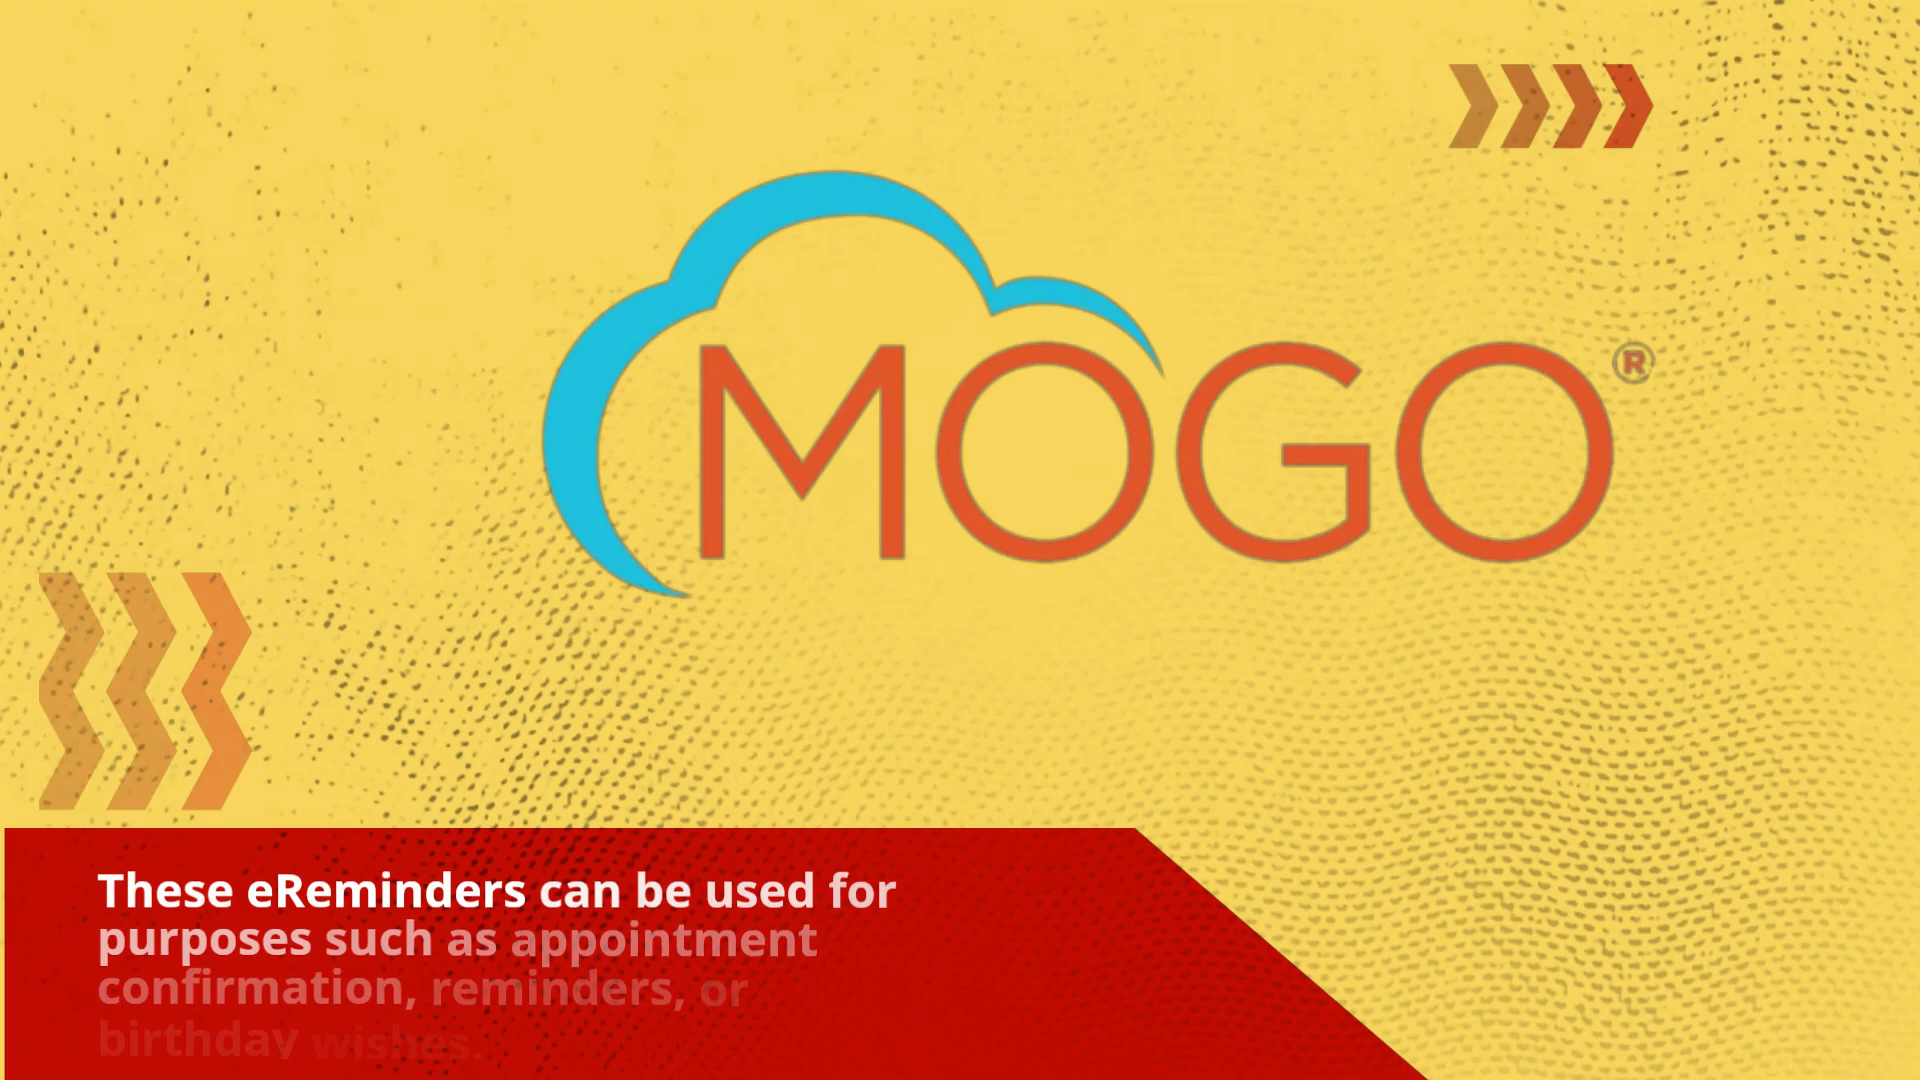 MOGO®
These eReminders can be used for
purposes such as appointment
confirmation, reminders, or
birthday wishes.